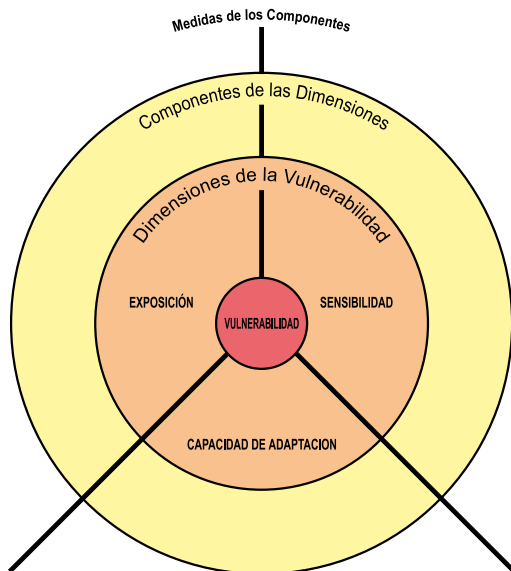 Medidas de los Componentes
Componentes de las Dimensiones
Dimensiones de la Vulnerabilidad
EXPOSICIÓN
SENSIBILIDAD
VULNERABILIDAD
CAPACIDAD DE ADAPTACION